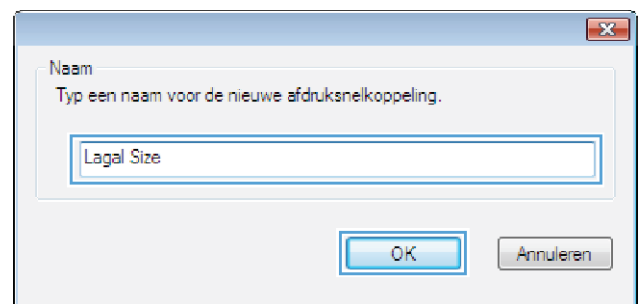 Naam
Typ een naam voor de nieuwe afdruksnelkoppeling.
Lagal Size
OK Annuleren